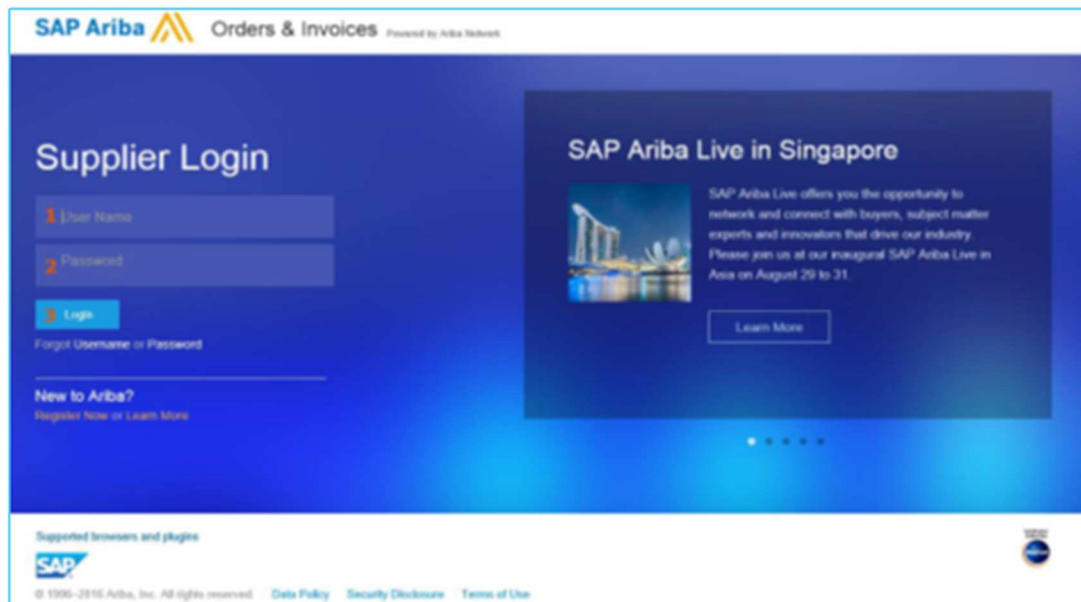 SAP Ariba Orders & Invoices Powered by Ariba Network
Supplier Login
1 User Name
2 Password
3 Login
Forgot Username or Password
New to Ariba?
Register Now or Learn More
SAP Ariba Live in Singapore
SAP Ariba Live offers you the opportunity to
network and connect with buyers, subject matter
experts and innovators that drive our industry.
Please join us at our inaugural SAP Ariba Live in
Asia on August 29 to 31.
Learn More
Supported browsers and plugins
SAP
© 1996–2016 Ariba, Inc. All rights reserved. Data Policy Security Disclosure Terms of Use